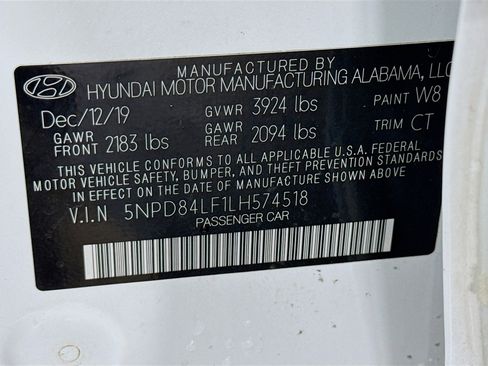 MANUFACTURED BY
HYUNDAI MOTOR MANUFACTURING ALABAMA, LLC
Dec/12/19 GVWR 3924 lbs PAINT W8
GAWR FRONT 2183 lbs GAWR REAR 2094 lbs TRIM CT
THIS VEHICLE CONFORMS TO ALL APPLICABLE U.S.A. FEDERAL
MOTOR VEHICLE SAFETY, BUMPER, AND THEFT PREVENTION STANDARDS
IN EFFECT ON THE DATE OF MANUFACTURE SHOWN ABOVE.
V.I.N 5NPD84LF1LH574518
PASSENGER CAR